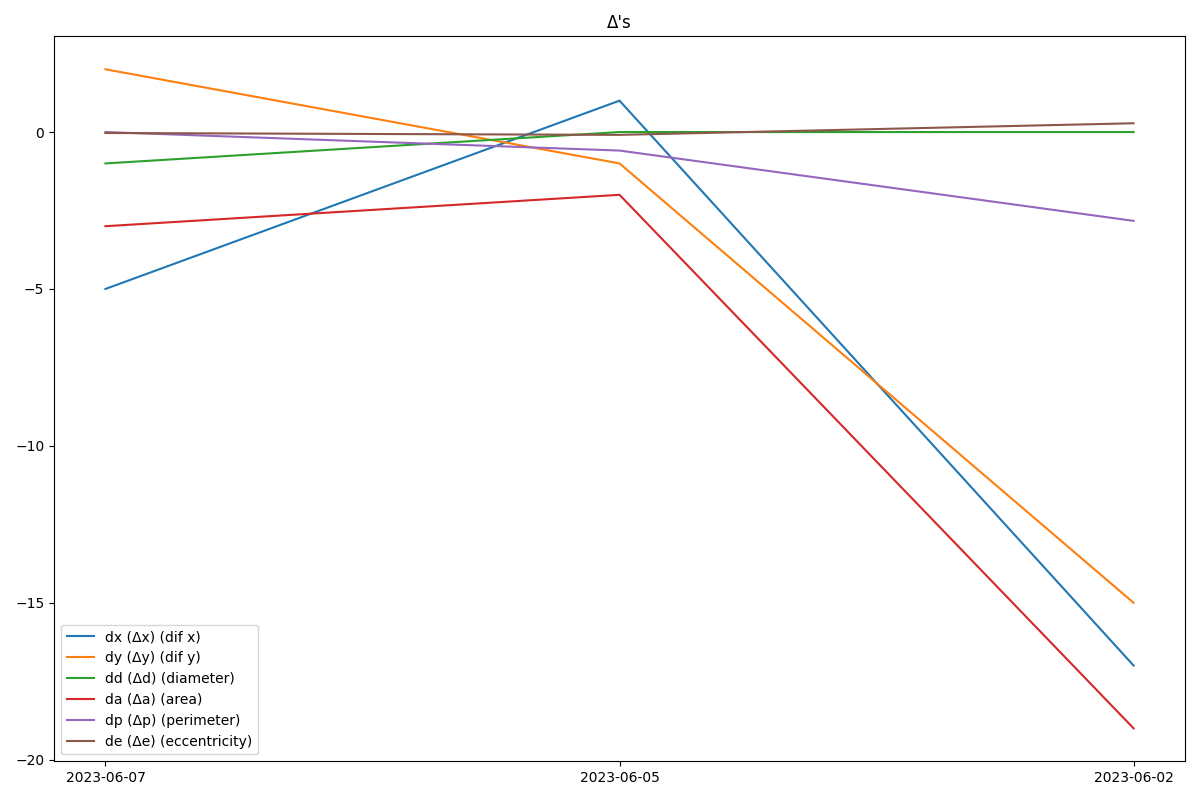 Δ's
0
−5
−10
−15
−20
dx (Δx) (dif x)
dy (Δy) (dif y)
dd (Δd) (diameter)
da (Δa) (area)
dp (Δp) (perimeter)
de (Δe) (eccentricity)
2023-06-07 2023-06-05 2023-06-02